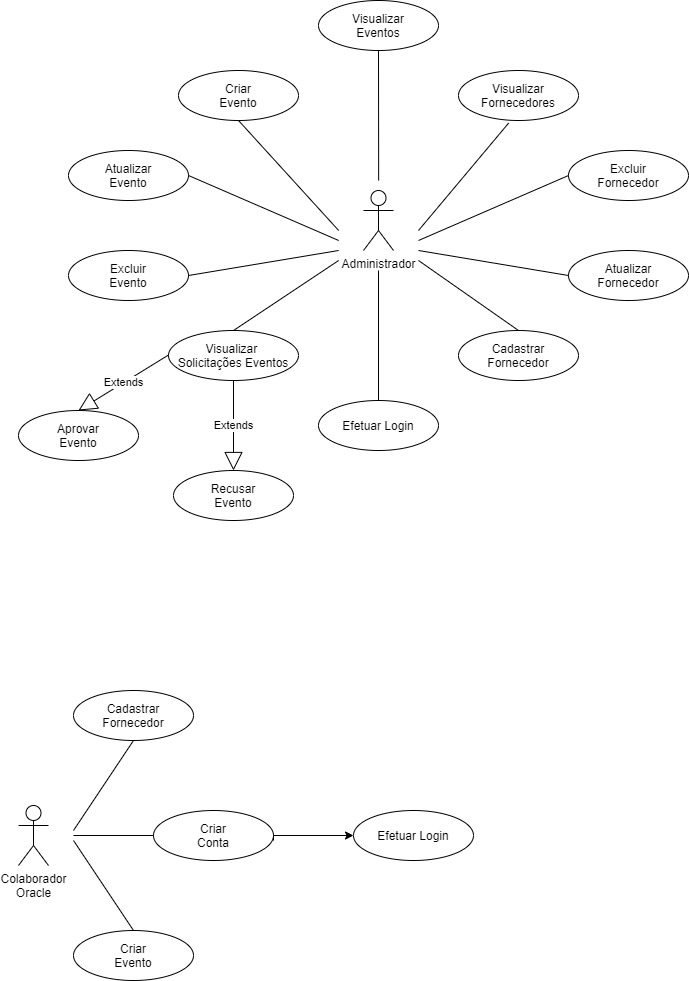 Visualizar
Eventos
Criar
Evento
Visualizar
Fornecedores
Atualizar
Evento
Excluir
Fornecedor
Administrador
Excluir
Evento
Atualizar
Fornecedor
Visualizar
Solicitações Eventos
Cadastrar
Fornecedor
Extends
Aprovar
Evento
Extends
Efetuar Login
Recusar
Evento
Cadastrar
Fornecedor
Criar
Conta
Efetuar Login
Colaborador
Oracle
Criar
Evento